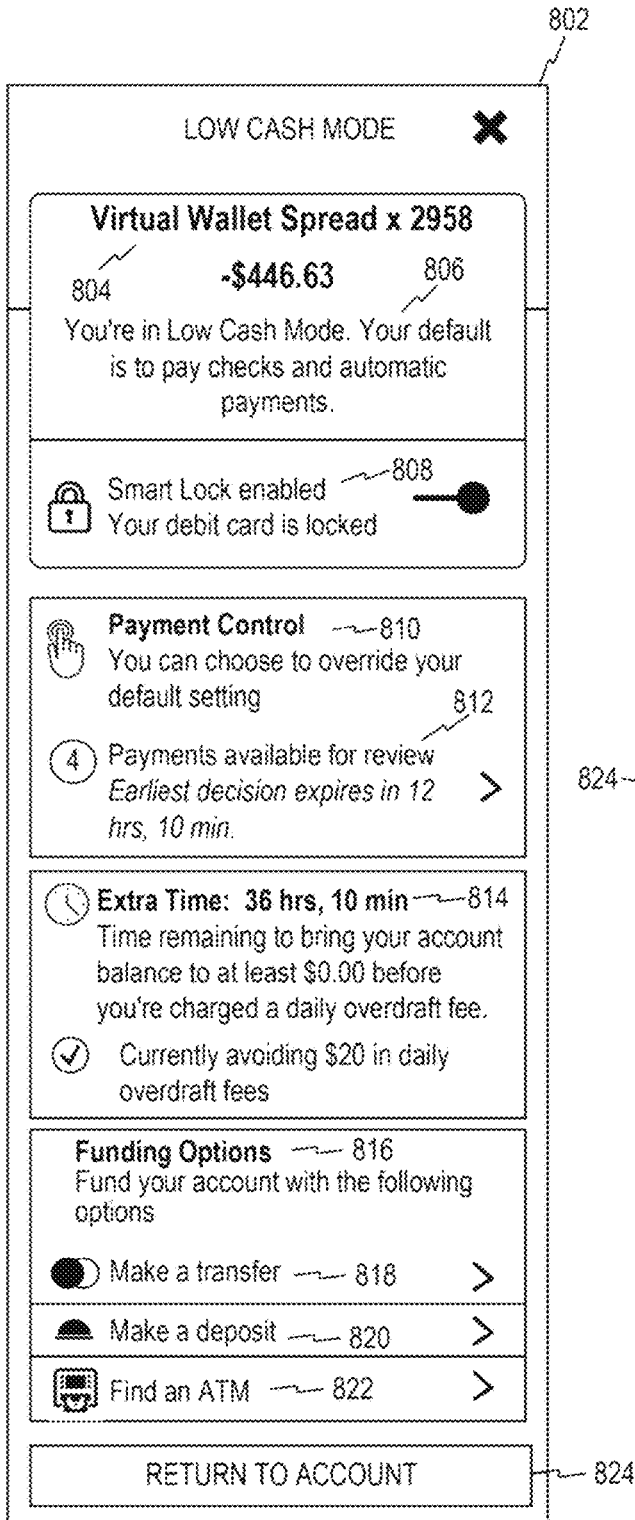 802
LOW CASH MODE
Virtual Wallet Spread x 2958
804
-$446.63
806
You're in Low Cash Mode. Your default
is to pay checks and automatic
payments.
Smart Lock enabled
808
Your debit card is locked
Payment Control
810
You can choose to override your
default setting
812
4
Payments available for review
Earliest decision expires in 12
hrs, 10 min.
824
Extra Time: 36 hrs, 10 min
814
Time remaining to bring your account
balance to at least $0.00 before
you're charged a daily overdraft fee.
Currently avoiding $20 in daily
overdraft fees
Funding Options
816
Fund your account with the following
options
Make a transfer
818
Make a deposit
820
Find an ATM
822
RETURN TO ACCOUNT
824